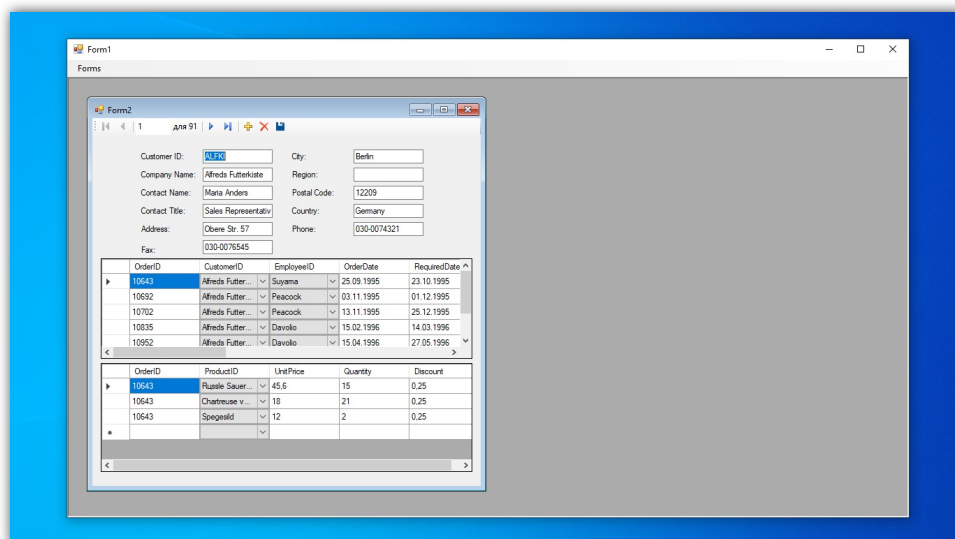 Form1
Forms
Form2
1 для 91
Customer ID: ALFKI City: Berlin
Company Name: Alfreds Futterkiste Region:
Contact Name: Maria Anders Postal Code: 12209
Contact Title: Sales Representativ Country: Germany
Address: Obere Str. 57 Phone: 030-0074321
Fax: 030-0076545
OrderID CustomerID EmployeeID OrderDate RequiredDate
10643 Alfreds Futter... Suyama 25.09.1995 23.10.1995
10692 Alfreds Futter... Peacock 03.11.1995 01.12.1995
10702 Alfreds Futter... Peacock 13.11.1995 25.12.1995
10835 Alfreds Futter... Davolio 15.02.1996 14.03.1996
10952 Alfreds Futter... Davolio 15.04.1996 27.05.1996
OrderID ProductID UnitPrice Quantity Discount
10643 Rµssle Sauer... 45,6 15 0,25
10643 Chartreuse v... 18 21 0,25
10643 Spegesild 12 2 0,25